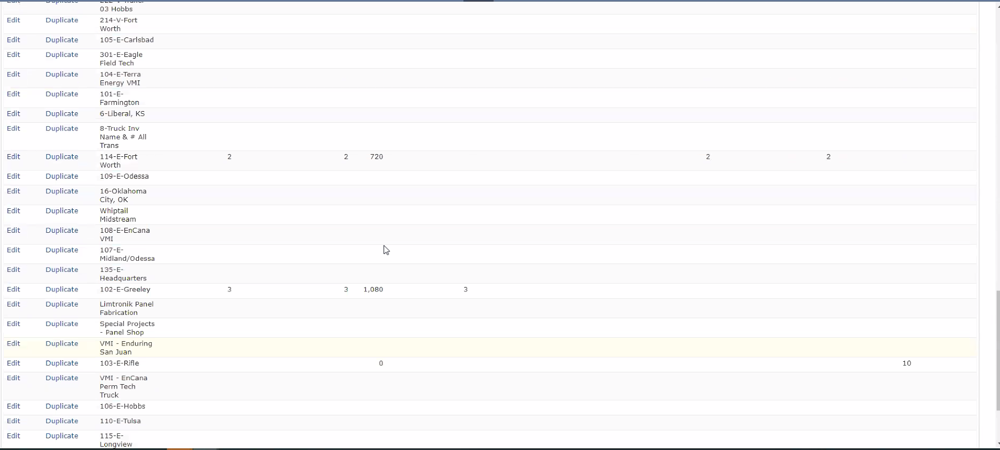 03 Hobbs
Edit Duplicate 214-V-Fort
Worth
Edit Duplicate 105-E-Carlsbad
Edit Duplicate 301-E-Eagle
Field Tech
Edit Duplicate 104-E-Terra
Energy VMI
Edit Duplicate 101-E-
Farmington
Edit Duplicate 6-Liberal, KS
Edit Duplicate 8-Truck Inv
Name & # All
Trans
Edit Duplicate 114-E-Fort 2 2 720 2 2
Worth
Edit Duplicate 109-E-Odessa
Edit Duplicate 16-Oklahoma
City, OK
Edit Duplicate Whiptail
Midstream
Edit Duplicate 108-E-EnCana
VMI
Edit Duplicate 107-E-
Midland/Odessa
Edit Duplicate 135-E-
Headquarters
Edit Duplicate 102-E-Greeley 3 3 1,080 3
Edit Duplicate Limtronik Panel
Fabrication
Edit Duplicate Special Projects
- Panel Shop
Edit Duplicate VMI - Enduring
San Juan
Edit Duplicate 103-E-Rifle 0 10
Edit Duplicate VMI - EnCana
Perm Tech
Truck
Edit Duplicate 106-E-Hobbs
Edit Duplicate 110-E-Tulsa
Edit Duplicate 115-E-
Longview